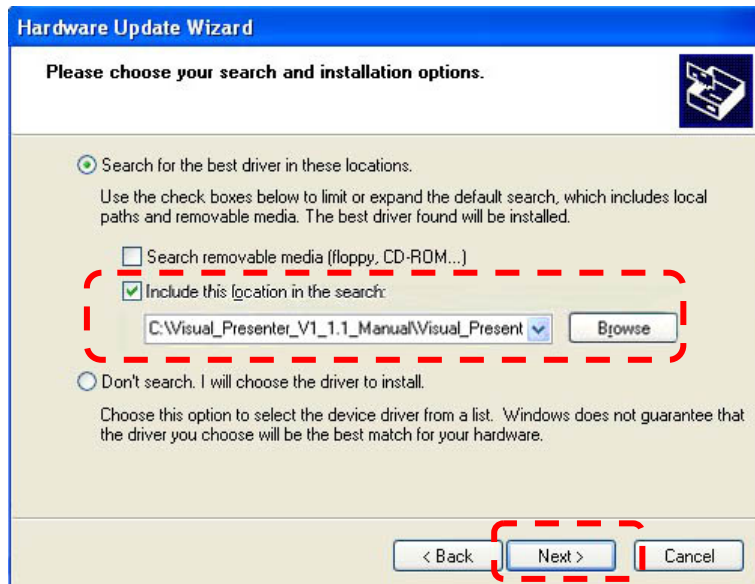 Hardware Update Wizard
Please choose your search and installation options.
Search for the best driver in these locations.
Use the check boxes below to limit or expand the default search, which includes local
paths and removable media. The best driver found will be installed.
Search removable media (floppy, CD-ROM...)
Include this location in the search:
C:\Visual_Presenter_V1_1.1_Manual\Visual_Present
Browse
Don't search. I will choose the driver to install.
Choose this option to select the device driver from a list. Windows does not guarantee that
the driver you choose will be the best match for your hardware.
< Back Next > Cancel